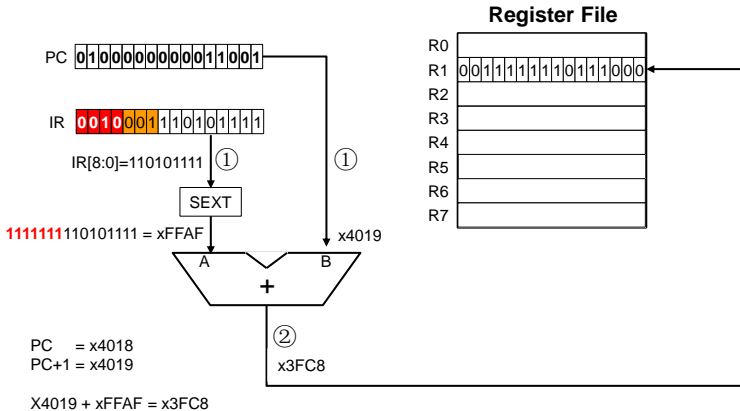 Register File
PC 0100000000011001
R0
R1 0011111110111000
R2
IR 0010001110101111
R3
R4
IR[8:0]=110101111 ① ①
R5
SEXT
R6
R7
1111111110101111 = xFFAF x4019
A B
+
②
x3FC8
PC = x4018
PC+1 = x4019
X4019 + xFFAF = x3FC8